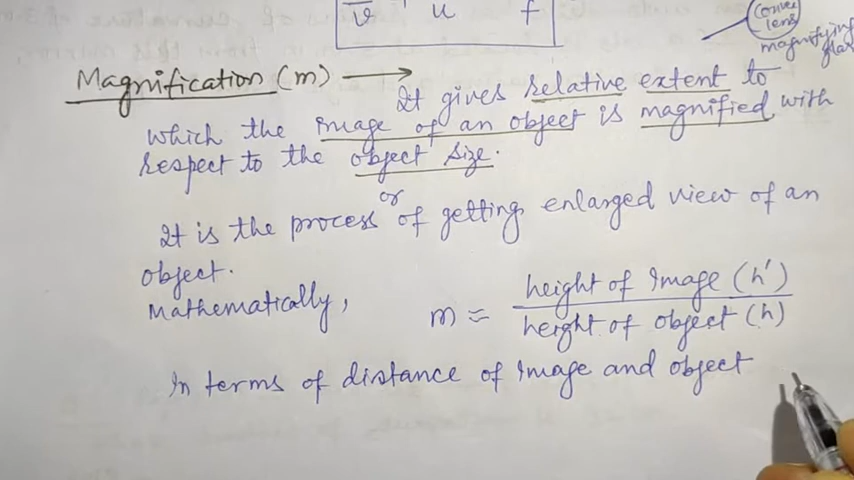 v u f
convex
lens
magnifying
glass
Magnification (m) →
It gives relative extent to
which the image of an object is magnified with
respect to the object size.
or
It is the process of getting enlarged view of an
object.
Mathematically,
m = height of image (h')
height of object (h)
In terms of distance of image and object